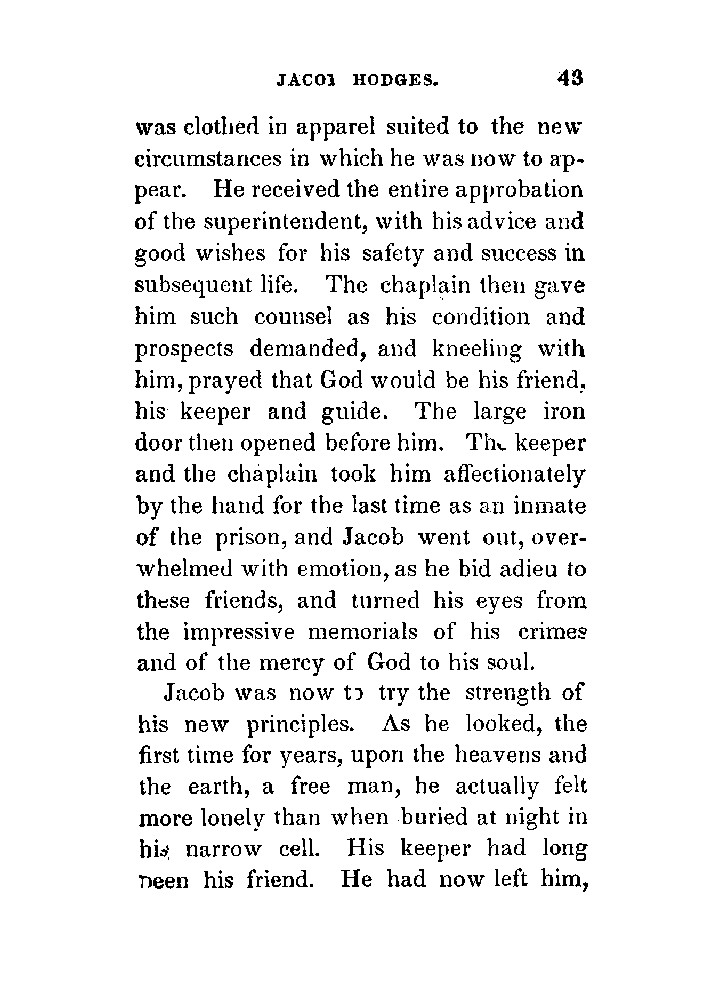 JACOB HODGES. 43
was clothed in apparel suited to the new
circumstances in which he was now to ap-
pear. He received the entire approbation
of the superintendent, with his advice and
good wishes for his safety and success in
subsequent life. The chaplain then gave
him such counsel as his condition and
prospects demanded, and kneeling with
him, prayed that God would be his friend,
his keeper and guide. The large iron
door then opened before him. The keeper
and the chaplain took him affectionately
by the hand for the last time as an inmate
of the prison, and Jacob went out, over-
whelmed with emotion, as he bid adieu to
these friends, and turned his eyes from
the impressive memorials of his crimes
and of the mercy of God to his soul.
Jacob was now to try the strength of
his new principles. As he looked, the
first time for years, upon the heavens and
the earth, a free man, he actually felt
more lonely than when buried at night in
his narrow cell. His keeper had long
been his friend. He had now left him,